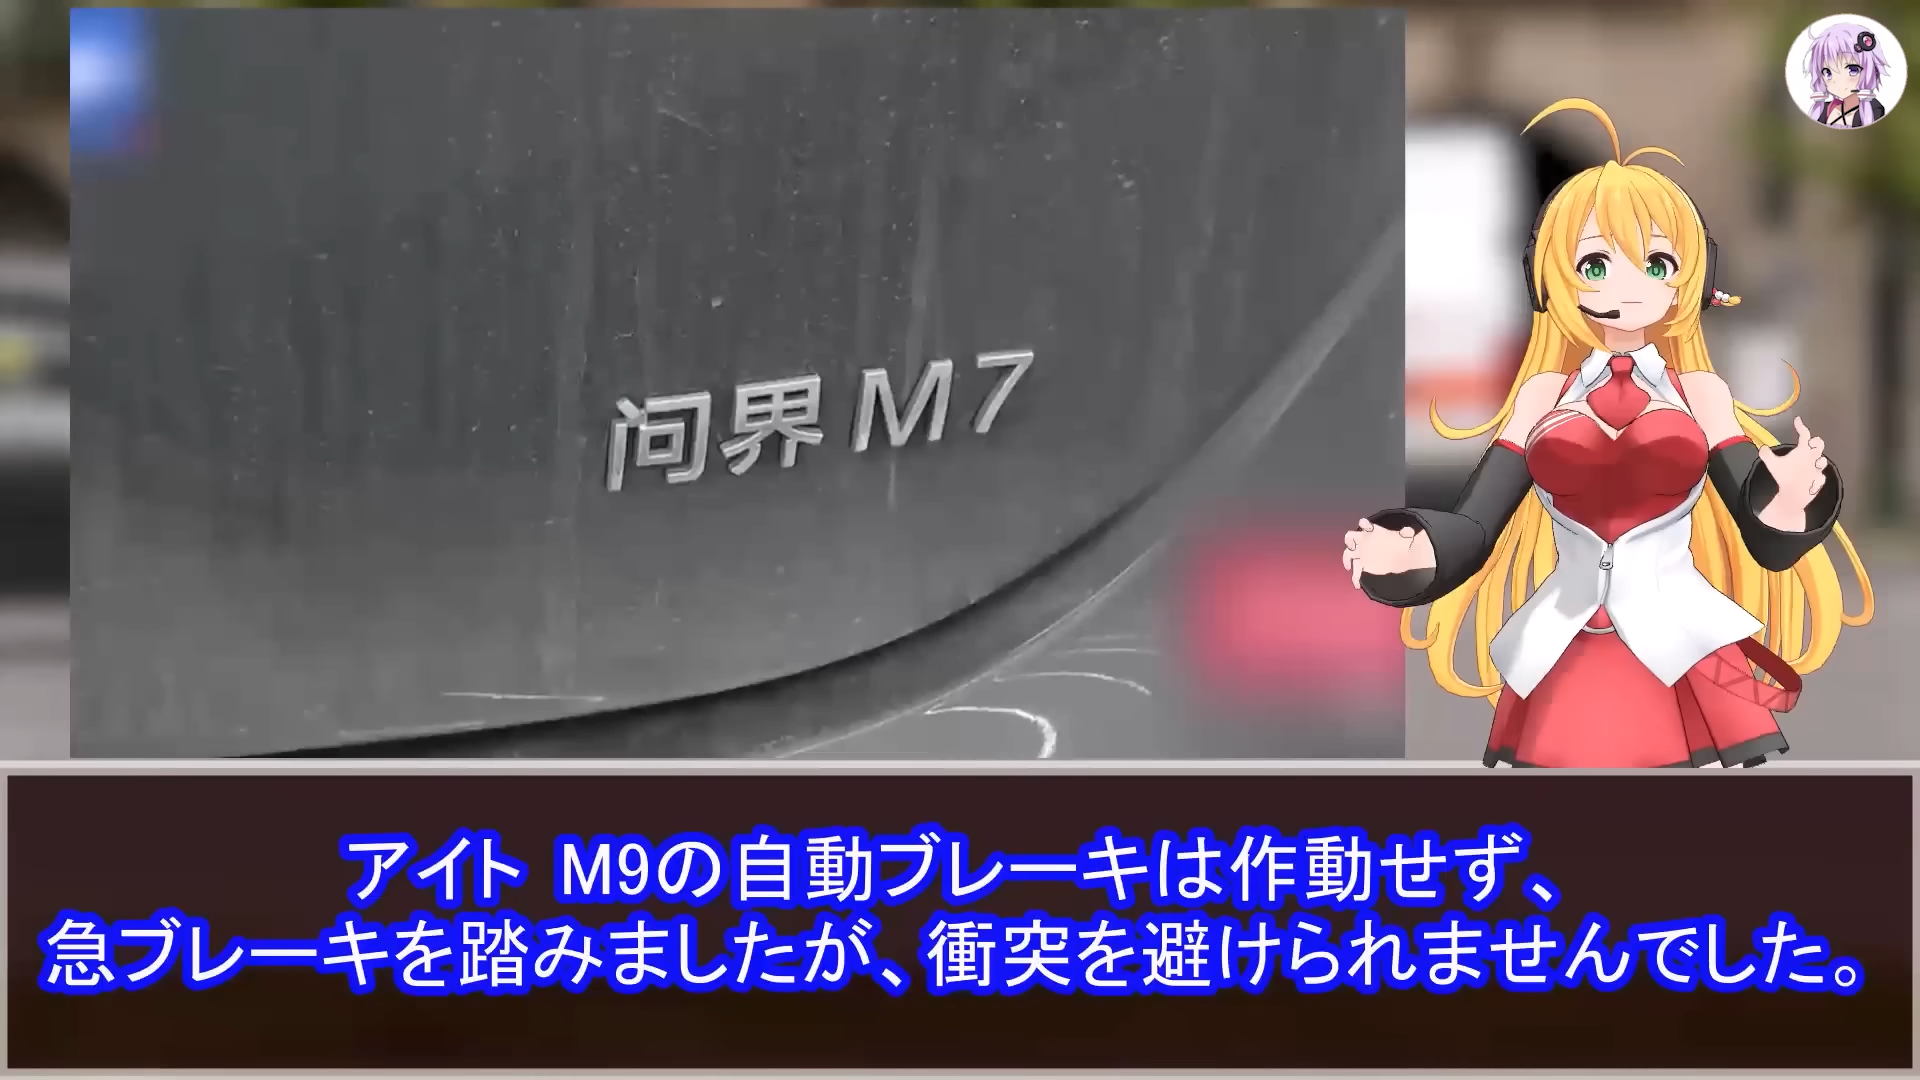 问界 M7
アイト M9の自動ブレーキは作動せず、
急ブレーキを踏みましたが、衝突を避けられませんでした。